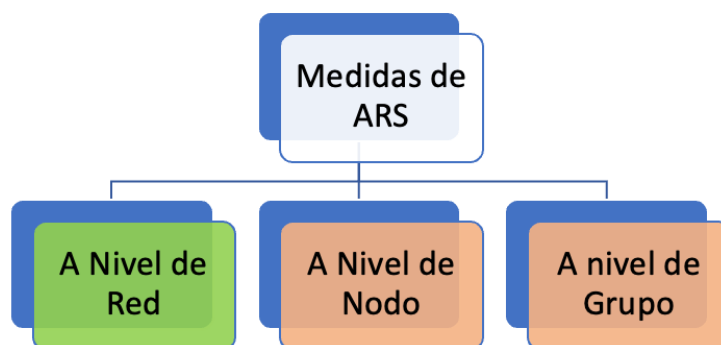 Medidas de
ARS
A Nivel de
Red
A Nivel de
Nodo
A nivel de
Grupo